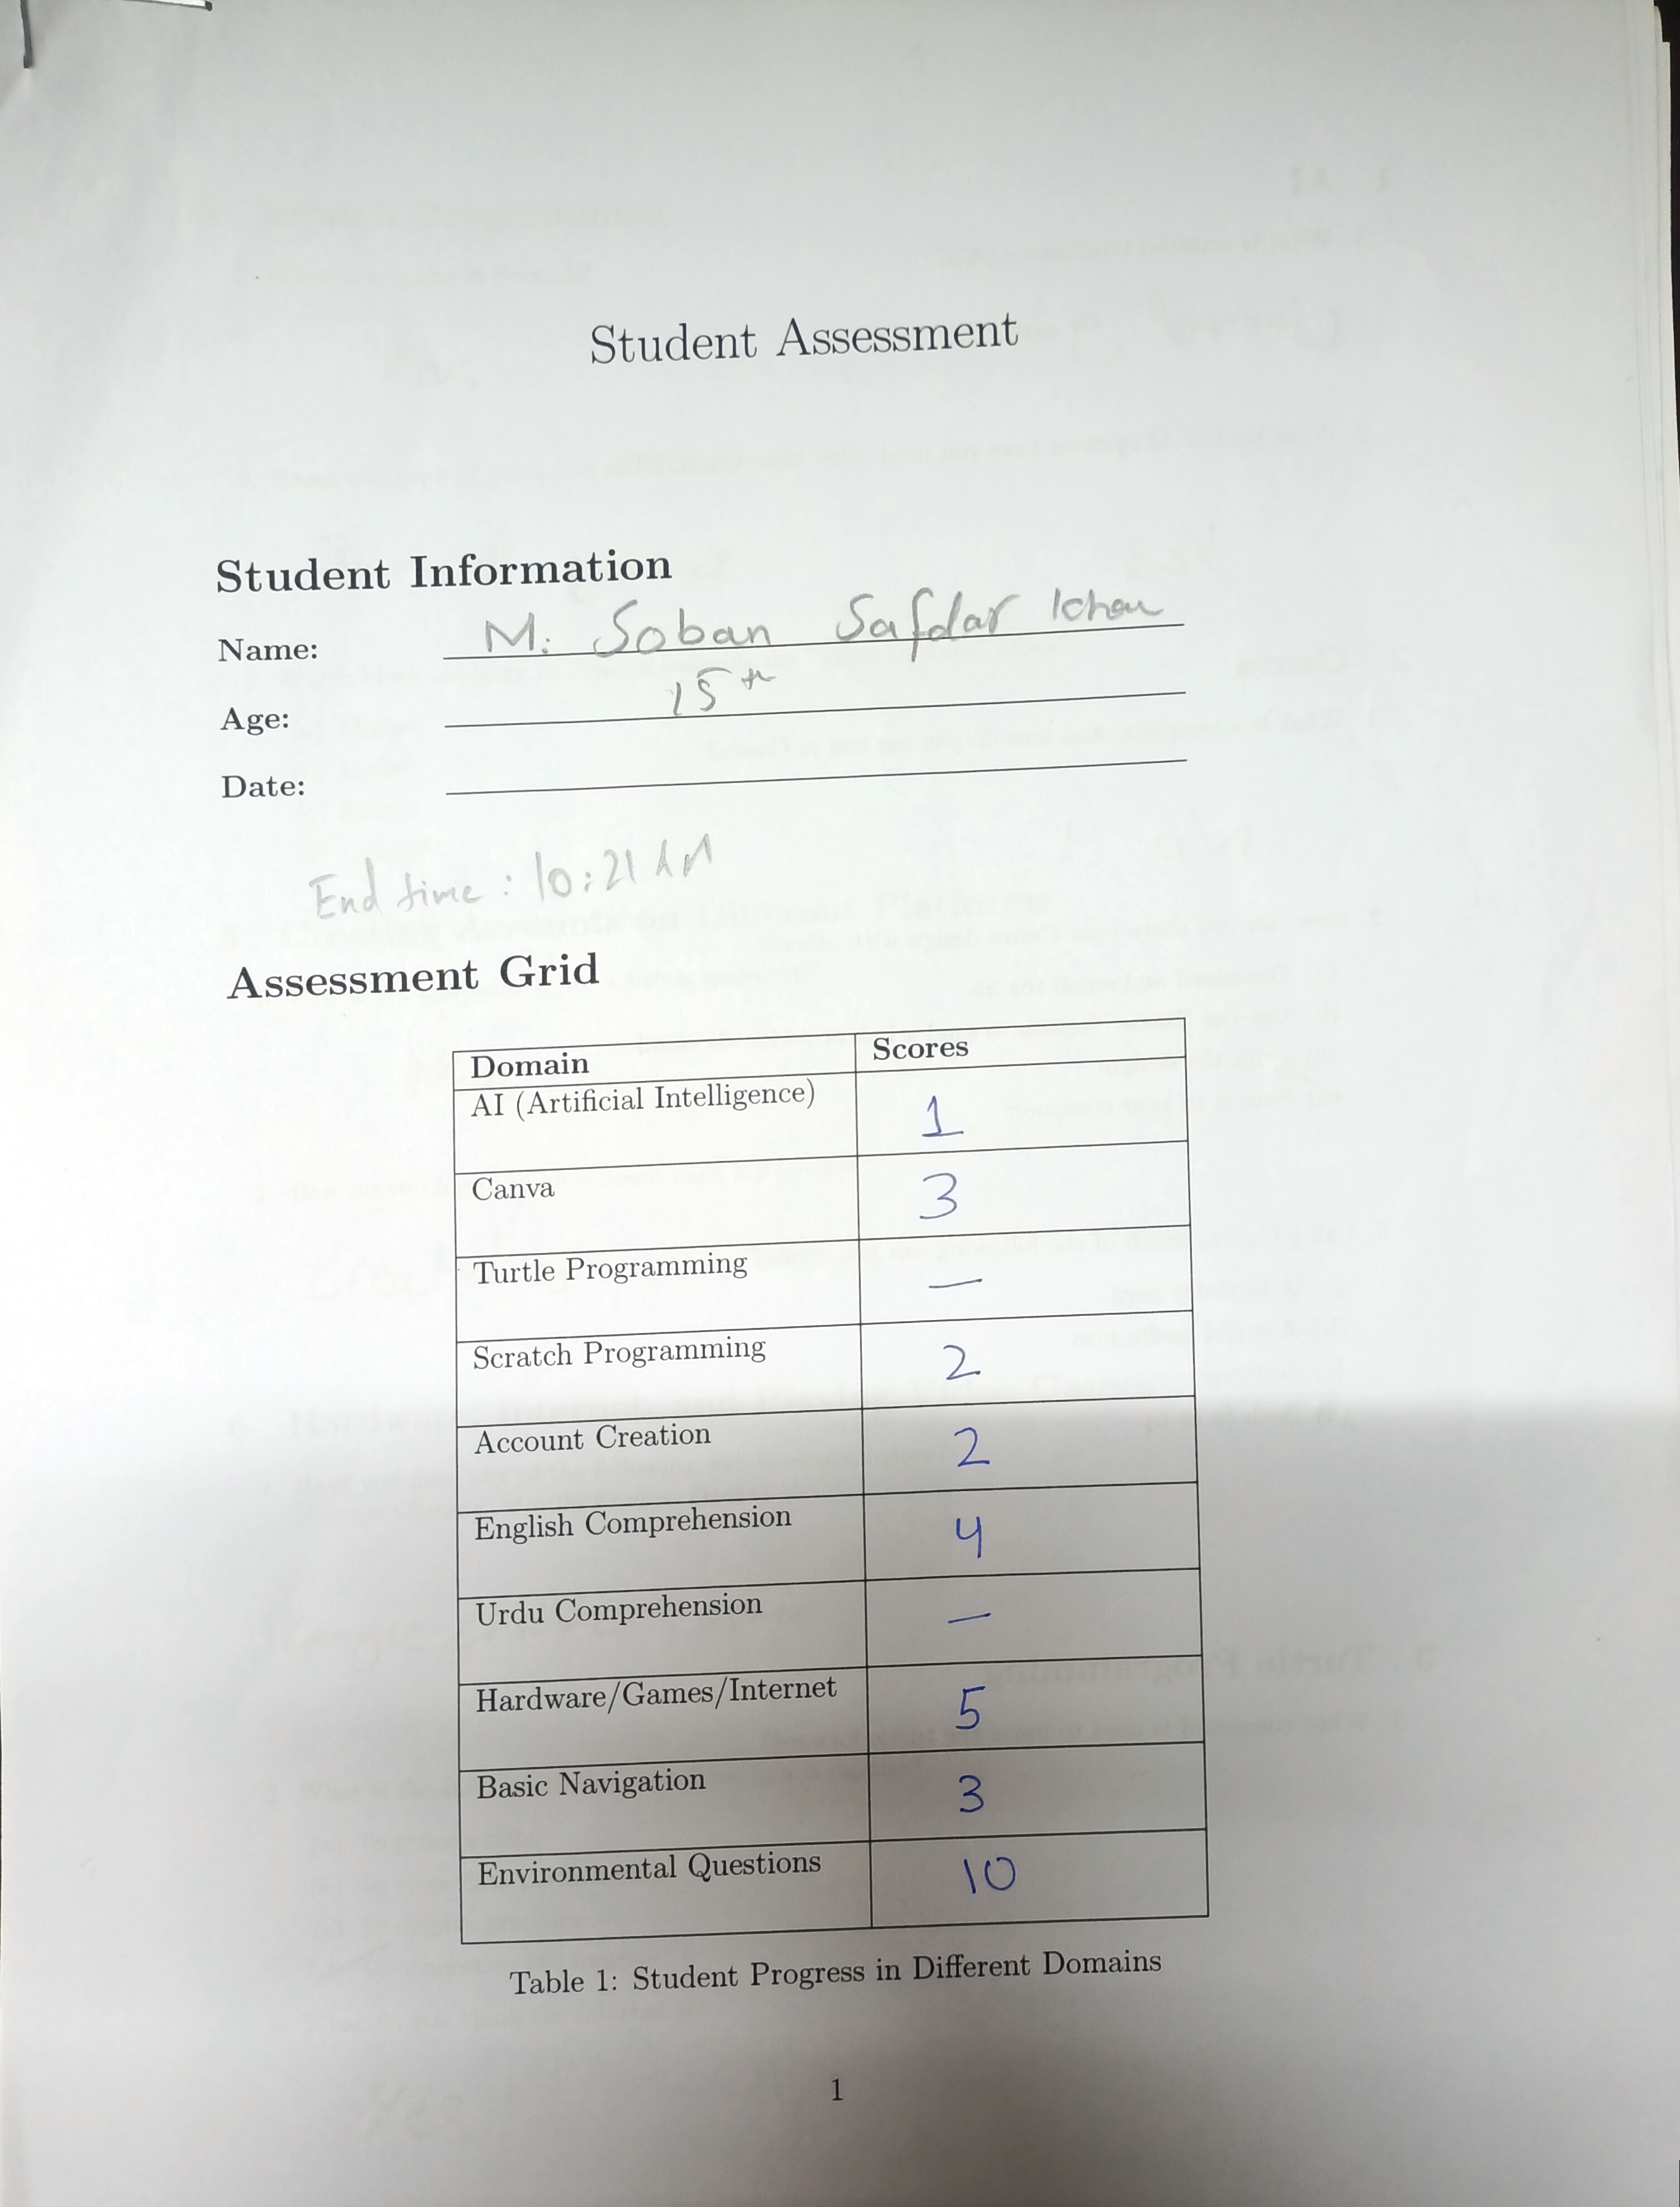 Student Assessment
Student Information
Name: M. Soban Safdar Khan
Age: 15th
Date:
End time : 10:21 AM
Assessment Grid
Domain Scores
AI (Artificial Intelligence) 1
Canva 3
Turtle Programming —
Scratch Programming 2
Account Creation 2
English Comprehension 4
Urdu Comprehension —
Hardware/Games/Internet 5
Basic Navigation 3
Environmental Questions 10
Table 1: Student Progress in Different Domains
1